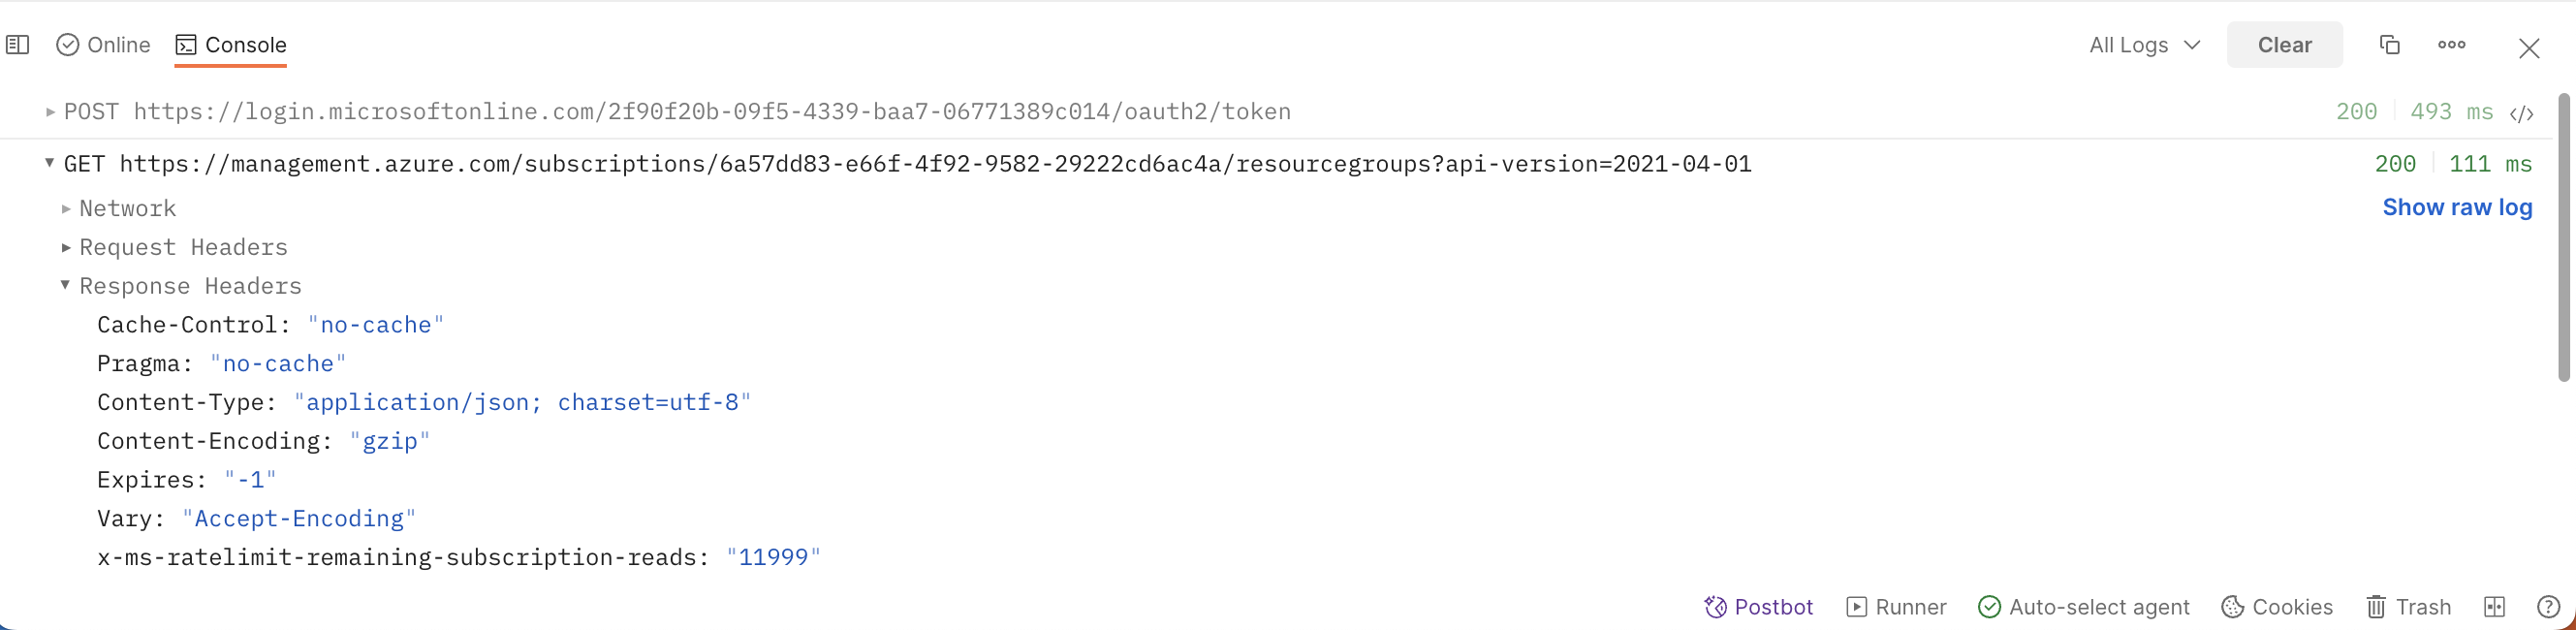 Online Console All Logs Clear
POST https://login.microsoftonline.com/2f90f20b-09f5-4339-baa7-06771389c014/oauth2/token 200 493 ms </>
GET https://management.azure.com/subscriptions/6a57dd83-e66f-4f92-9582-29222cd6ac4a/resourcegroups?api-version=2021-04-01 200 111 ms
Network Show raw log
Request Headers
Response Headers
Cache-Control: "no-cache"
Pragma: "no-cache"
Content-Type: "application/json; charset=utf-8"
Content-Encoding: "gzip"
Expires: "-1"
Vary: "Accept-Encoding"
x-ms-ratelimit-remaining-subscription-reads: "11999"
Postbot Runner Auto-select agent Cookies Trash